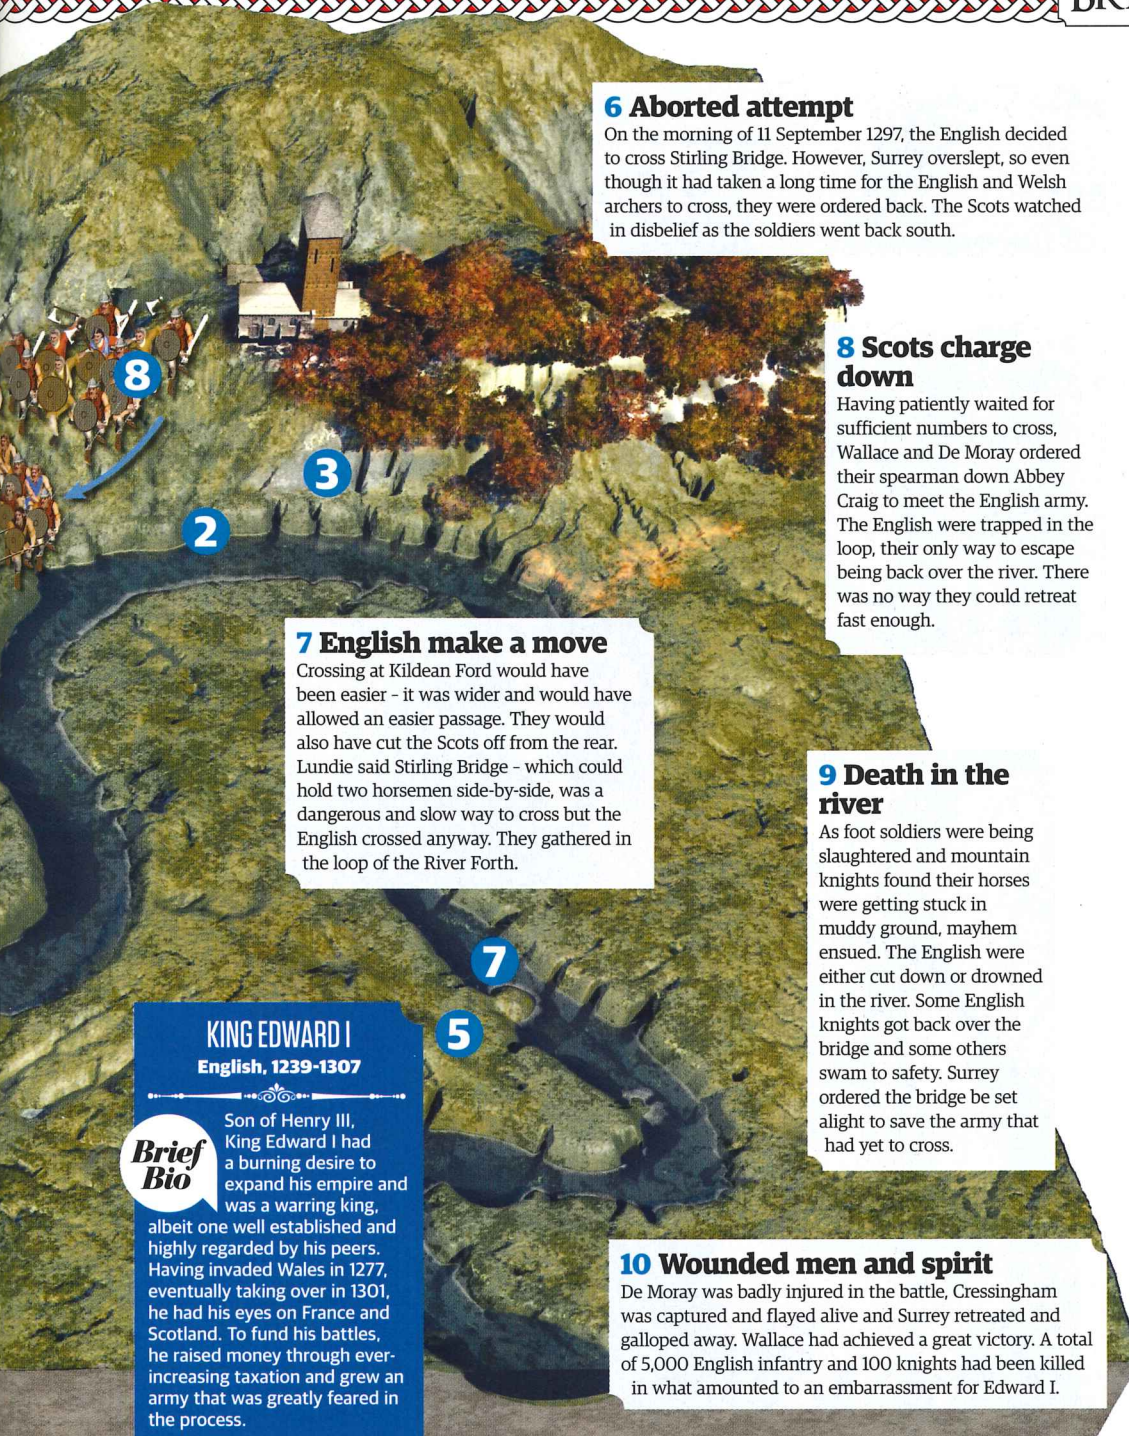 6 Aborted attempt
On the morning of 11 September 1297, the English decided
to cross Stirling Bridge. However, Surrey overslept, so even
though it had taken a long time for the English and Welsh
archers to cross, they were ordered back. The Scots watched
in disbelief as the soldiers went back south.
8 Scots charge
down
Having patiently waited for
sufficient numbers to cross,
Wallace and De Moray ordered
their spearman down Abbey
Craig to meet the English army.
The English were trapped in the
loop, their only way to escape
being back over the river. There
was no way they could retreat
fast enough.
8
3
2
7 English make a move
Crossing at Kildean Ford would have
been easier – it was wider and would have
allowed an easier passage. They would
also have cut the Scots off from the rear.
Lundie said Stirling Bridge – which could
hold two horsemen side-by-side, was a
dangerous and slow way to cross but the
English crossed anyway. They gathered in
the loop of the River Forth.
9 Death in the
river
As foot soldiers were being
slaughtered and mountain
knights found their horses
were getting stuck in
muddy ground, mayhem
ensued. The English were
either cut down or drowned
in the river. Some English
knights got back over the
bridge and some others
swam to safety. Surrey
ordered the bridge be set
alight to save the army that
had yet to cross.
7
5
KING EDWARD I
English, 1239-1307
Brief
Bio
Son of Henry III,
King Edward I had
a burning desire to
expand his empire and
was a warring king,
albeit one well established and
highly regarded by his peers.
Having invaded Wales in 1277,
eventually taking over in 1301,
he had his eyes on France and
Scotland. To fund his battles,
he raised money through ever-
increasing taxation and grew an
army that was greatly feared in
the process.
10 Wounded men and spirit
De Moray was badly injured in the battle, Cressingham
was captured and flayed alive and Surrey retreated and
galloped away. Wallace had achieved a great victory. A total
of 5,000 English infantry and 100 knights had been killed
in what amounted to an embarrassment for Edward I.